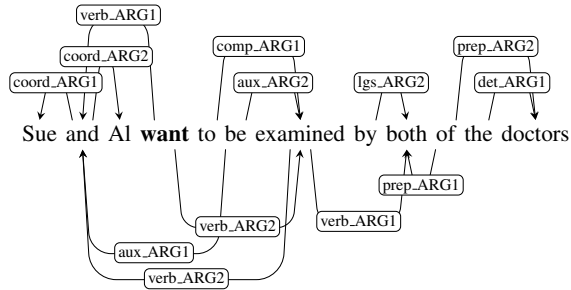 verb_ARG1
comp_ARG1 prep_ARG2
coord_ARG2
coord_ARG1 aux_ARG2 lgs_ARG2 det_ARG1
Sue and Al want to be examined by both of the doctors
prep_ARG1
verb_ARG2 verb_ARG1
aux_ARG1
verb_ARG2